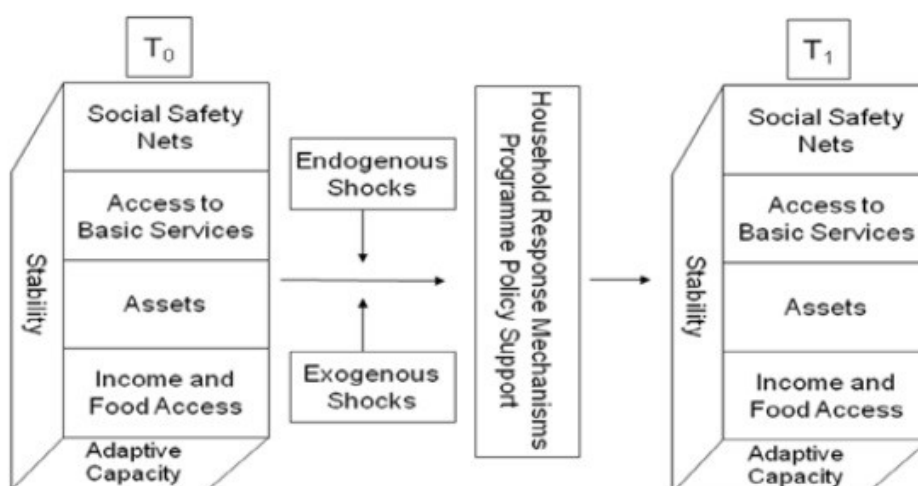 T₀
Social Safety
Nets
Access to
Basic Services
Assets
Income and
Food Access
Stability
Adaptive
Capacity
Endogenous
Shocks
Exogenous
Shocks
Household Response Mechanisms
Programme Policy Support
T₁
Social Safety
Nets
Access to
Basic Services
Assets
Income and
Food Access
Stability
Adaptive
Capacity